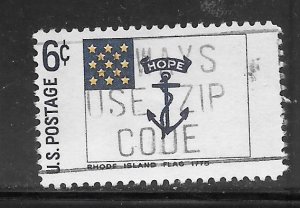 6¢
U.S. POSTAGE
HOPE
WAYS
USE ZIP
CODE
RHODE ISLAND FLAG 1775